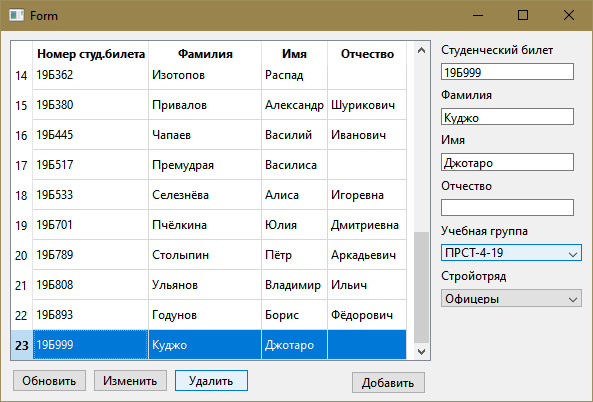 Form
Номер студ.билета Фамилия Имя Отчество
14 19Б362 Изотопов Распад
15 19Б380 Привалов Александр Шурикович
16 19Б445 Чапаев Василий Иванович
17 19Б517 Премудрая Василиса
18 19Б533 Селезнёва Алиса Игоревна
19 19Б701 Пчёлкина Юлия Дмитриевна
20 19Б789 Столыпин Пётр Аркадьевич
21 19Б808 Ульянов Владимир Ильич
22 19Б893 Годунов Борис Фёдорович
23 19Б999 Куджо Джотаро
Студенческий билет
19Б999
Фамилия
Куджо
Имя
Джотаро
Отчество
Учебная группа
ПРСТ-4-19
Стройотряд
Офицеры
Обновить Изменить Удалить Добавить